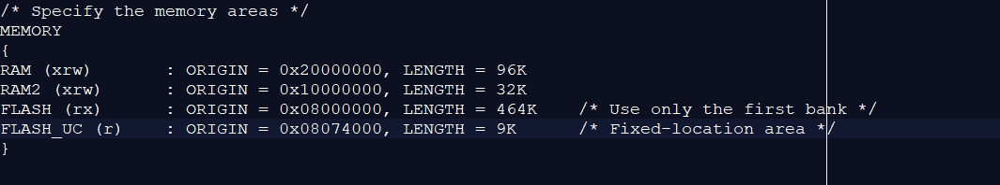 /* Specify the memory areas */
MEMORY
{
RAM (xrw)       : ORIGIN = 0x20000000, LENGTH = 96K
RAM2 (xrw)      : ORIGIN = 0x10000000, LENGTH = 32K
FLASH (rx)      : ORIGIN = 0x08000000, LENGTH = 464K    /* Use only the first bank */
FLASH_UC (r)    : ORIGIN = 0x08074000, LENGTH = 9K      /* Fixed-location area */
}